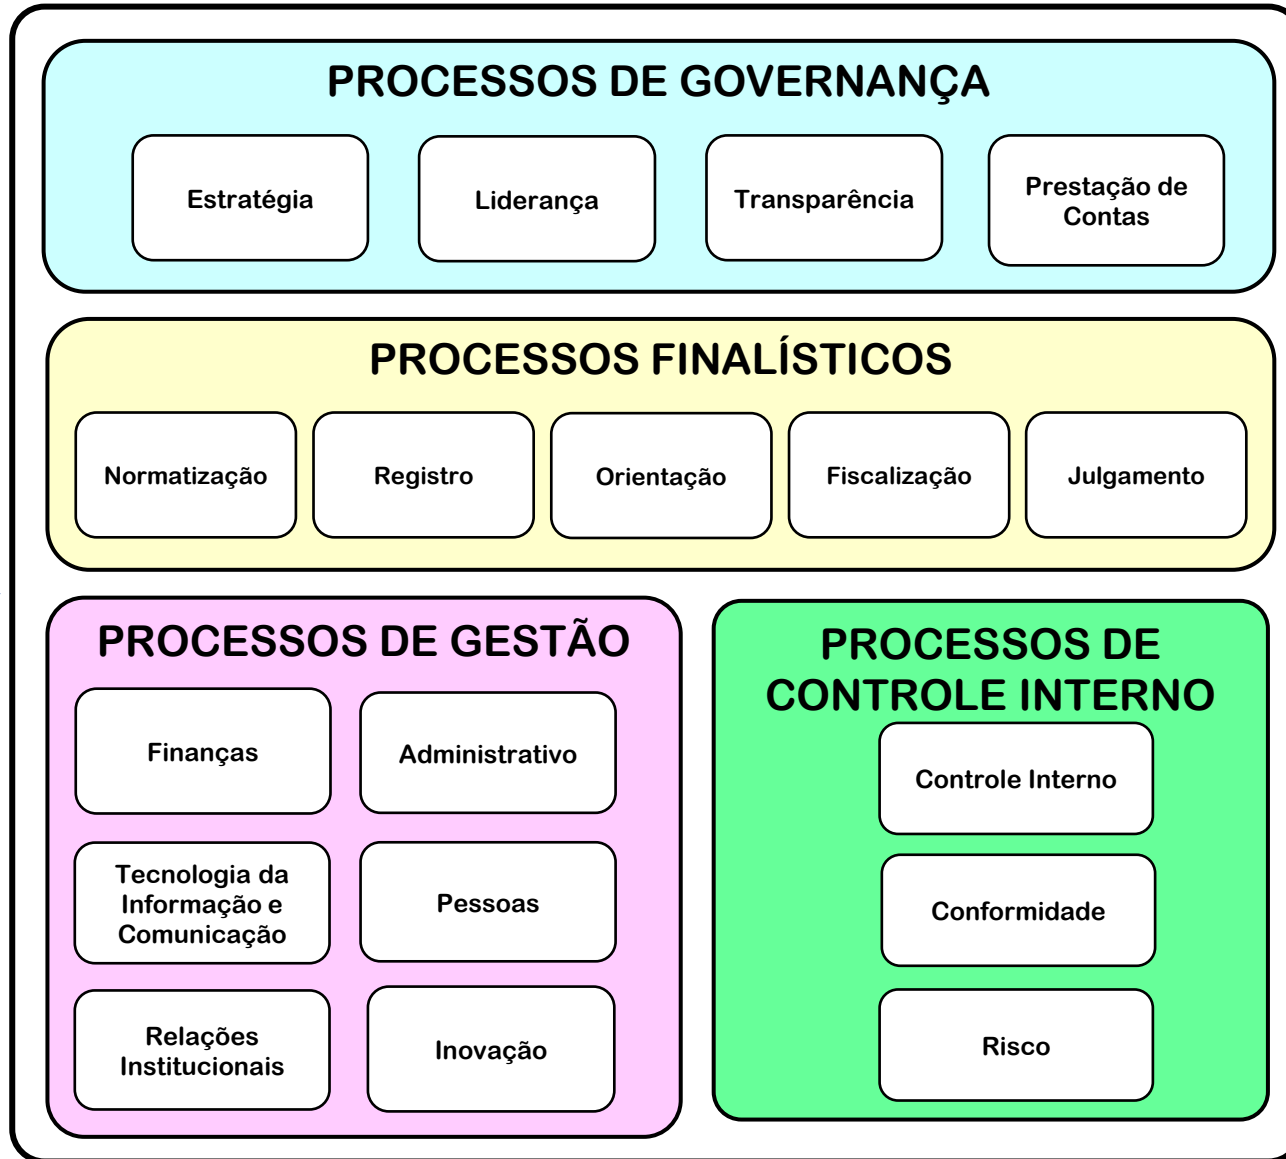 PROCESSOS DE GOVERNANÇA
Estratégia
Liderança
Transparência
Prestação de
Contas
PROCESSOS FINALÍSTICOS
Normatização
Registro
Orientação
Fiscalização
Julgamento
PROCESSOS DE GESTÃO
Finanças
Administrativo
Tecnologia da
Informação e
Comunicação
Pessoas
Relações
Institucionais
Inovação
PROCESSOS DE
CONTROLE INTERNO
Controle Interno
Conformidade
Risco